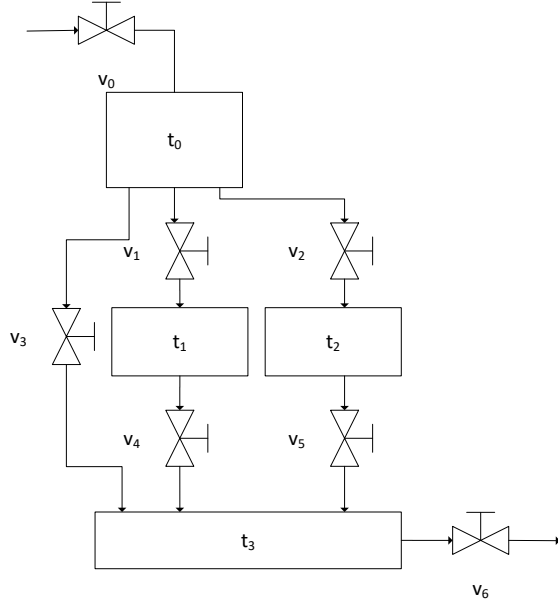 v₀
t₀
v₁
v₂
v₃
t₁
t₂
v₄
v₅
t₃
v₆